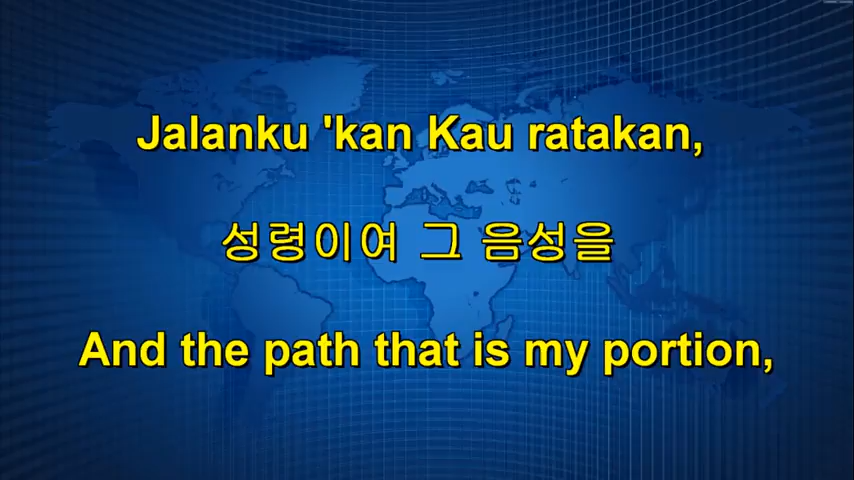 Jalanku 'kan Kau ratakan,
성령이여 그 음성을
And the path that is my portion,